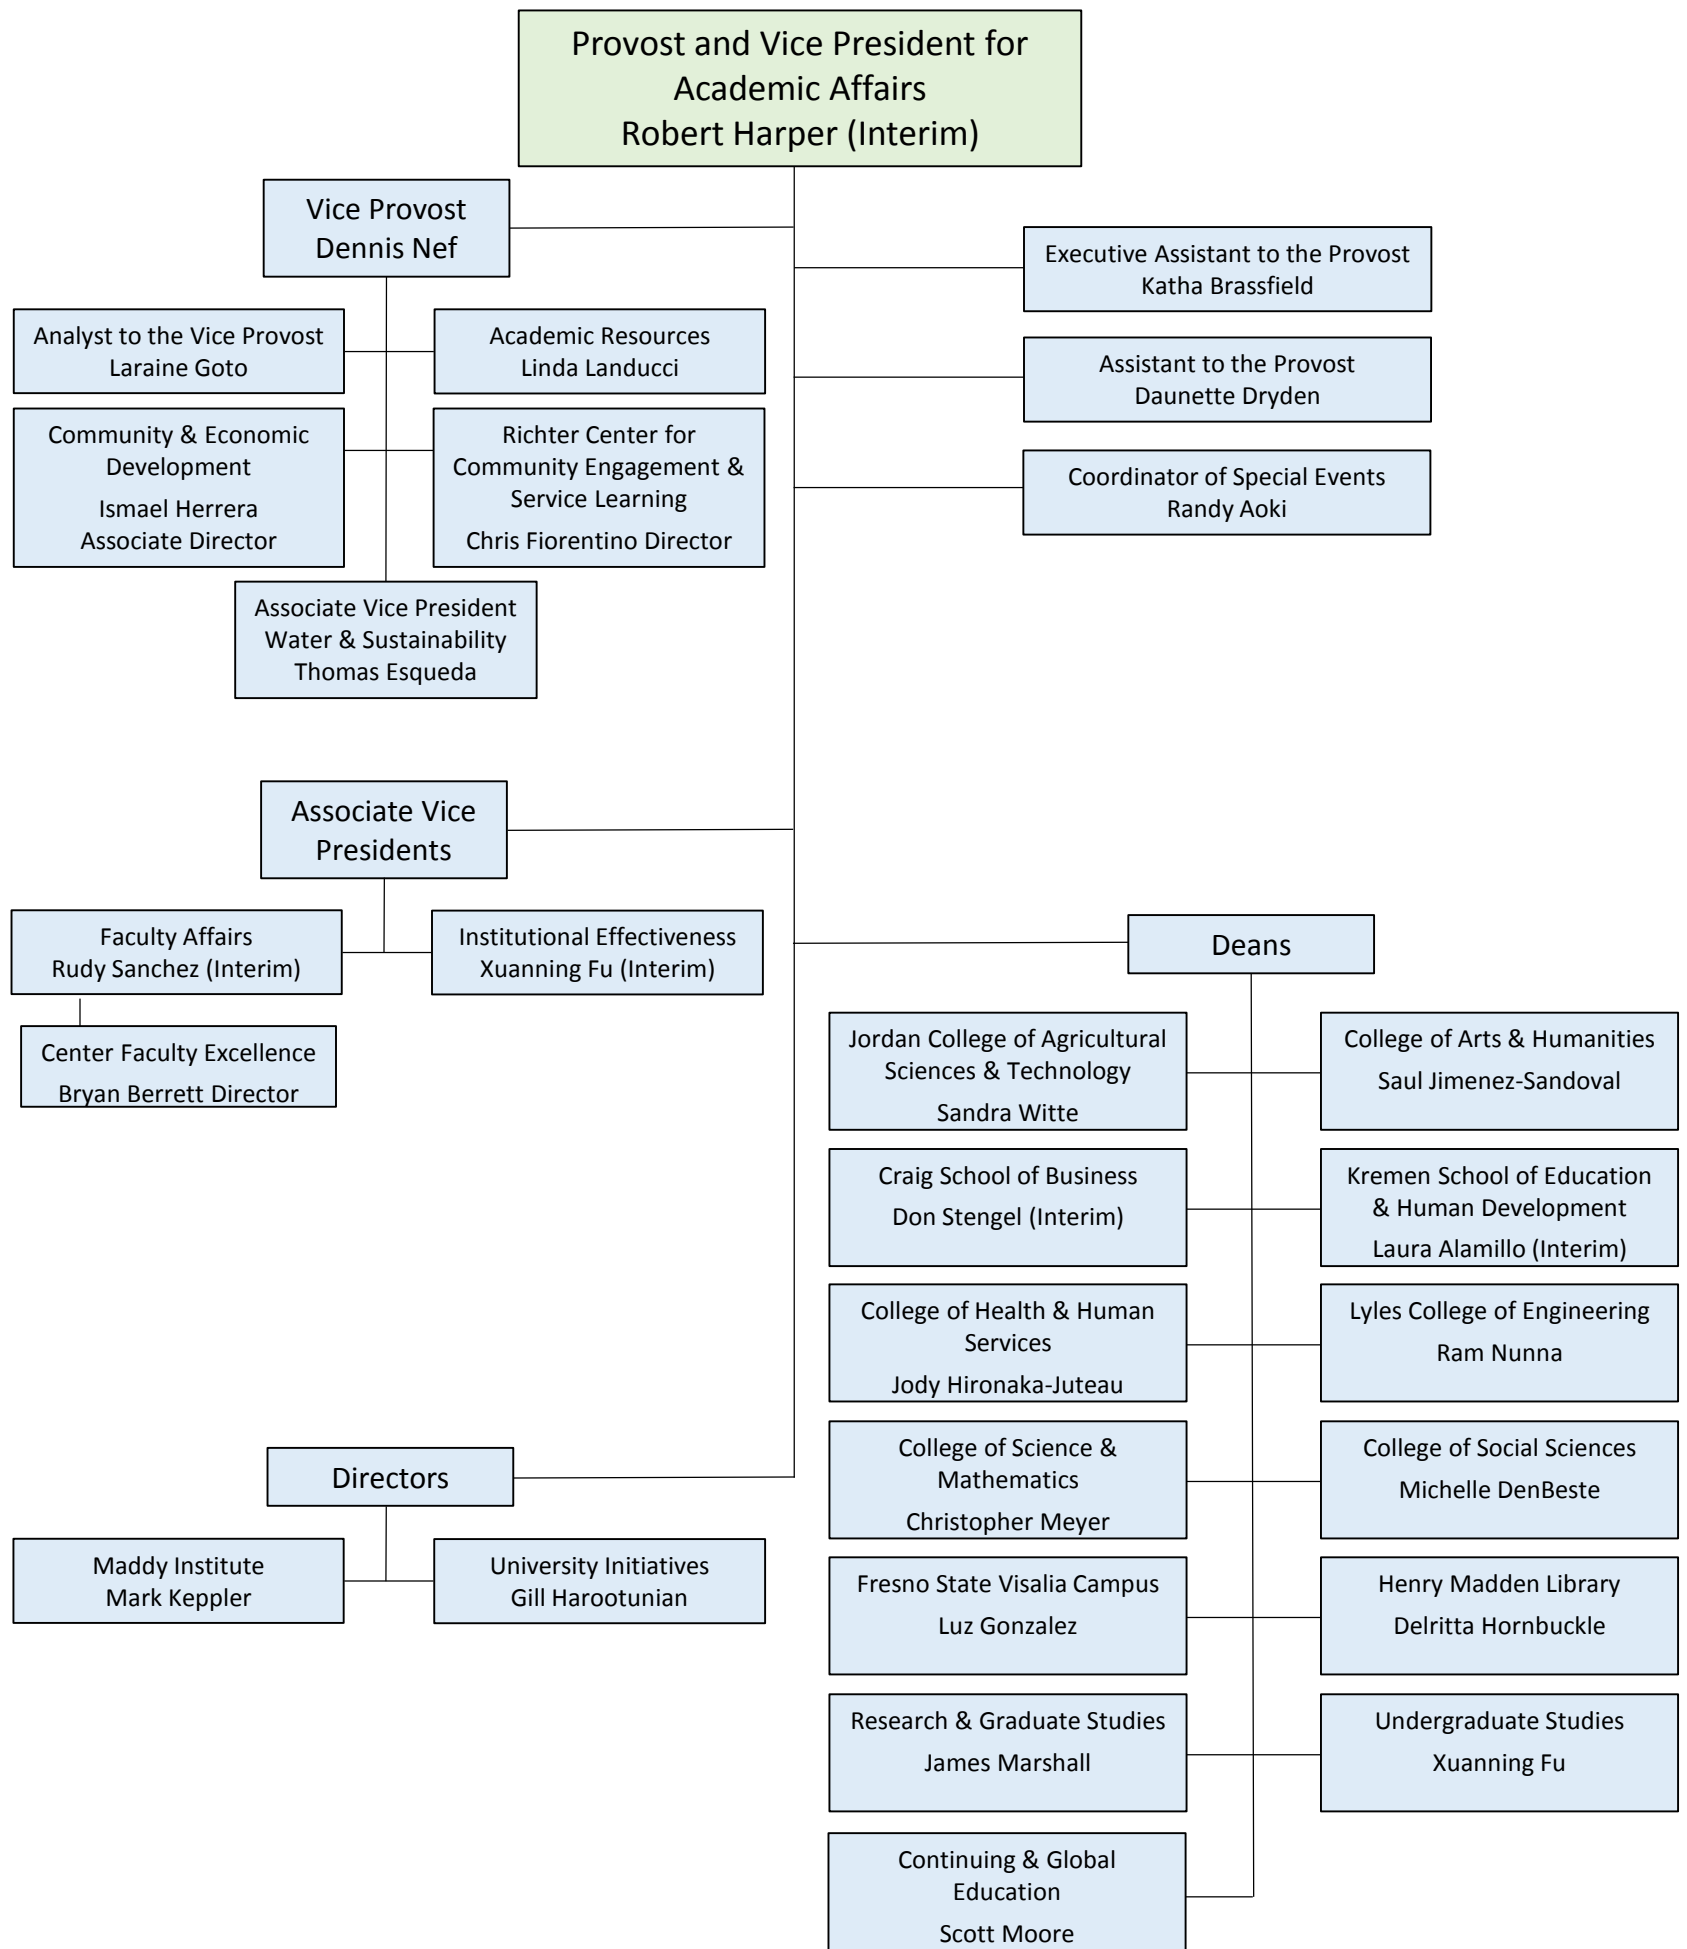 Provost and Vice President for
Academic Affairs
Robert Harper (Interim)
Vice Provost
Dennis Nef
Executive Assistant to the Provost
Katha Brassfield
Analyst to the Vice Provost
Laraine Goto
Academic Resources
Linda Landucci
Assistant to the Provost
Daunette Dryden
Community & Economic
Development
Ismael Herrera
Associate Director
Richter Center for
Community Engagement &
Service Learning
Chris Fiorentino Director
Coordinator of Special Events
Randy Aoki
Associate Vice President
Water & Sustainability
Thomas Esqueda
Associate Vice
Presidents
Faculty Affairs
Rudy Sanchez (Interim)
Institutional Effectiveness
Xuanning Fu (Interim)
Center Faculty Excellence
Bryan Berrett Director
Deans
Jordan College of Agricultural
Sciences & Technology
Sandra Witte
College of Arts & Humanities
Saul Jimenez-Sandoval
Craig School of Business
Don Stengel (Interim)
Kremen School of Education
& Human Development
Laura Alamillo (Interim)
College of Health & Human
Services
Jody Hironaka-Juteau
Lyles College of Engineering
Ram Nunna
College of Science &
Mathematics
Christopher Meyer
College of Social Sciences
Michelle DenBeste
Directors
Maddy Institute
Mark Keppler
University Initiatives
Gill Harootunian
Fresno State Visalia Campus
Luz Gonzalez
Henry Madden Library
Delritta Hornbuckle
Research & Graduate Studies
James Marshall
Undergraduate Studies
Xuanning Fu
Continuing & Global
Education
Scott Moore